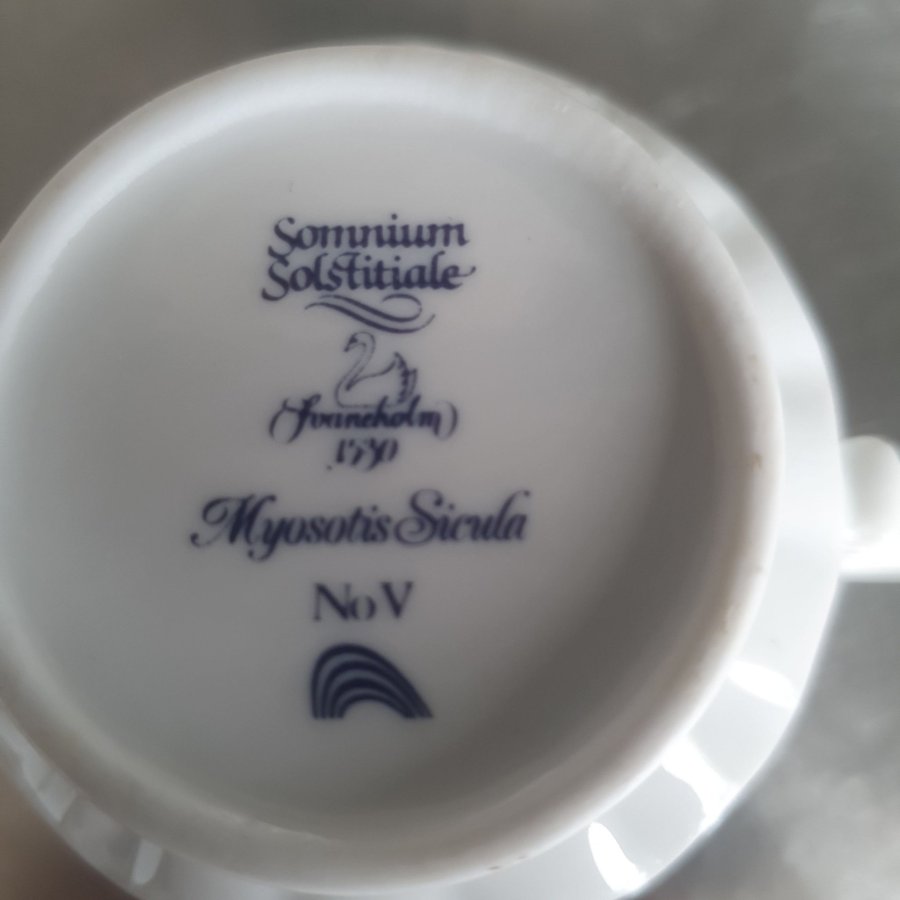 Somnium
Solstitiale
Svaneholm
1530
Myosotis Sicula
No V